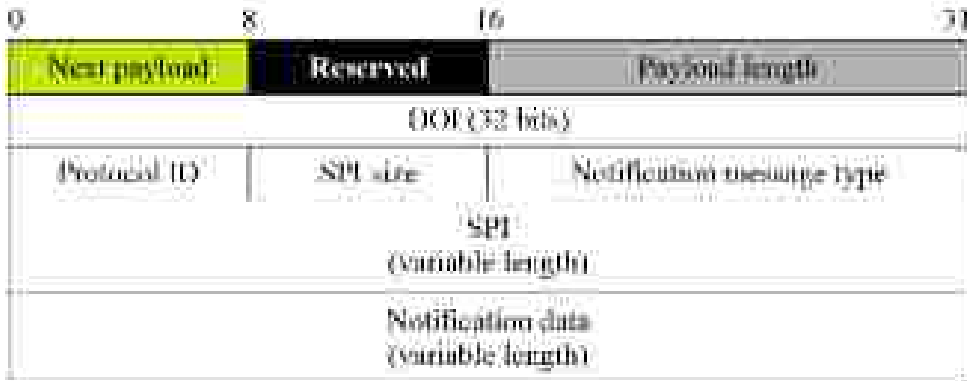 0 8 16 31
Next payload Reserved Payload length
DOI (32 bits)
Protocol ID SPI size Notification message type
SPI
(variable length)
Notification data
(variable length)